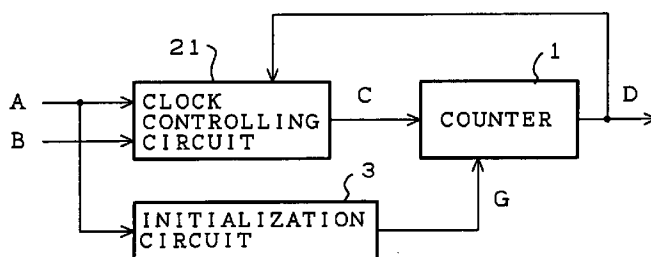 21
1
A
CLOCK
CONTROLLING
CIRCUIT
C
COUNTER
D
B
3
G
INITIALIZATION
CIRCUIT